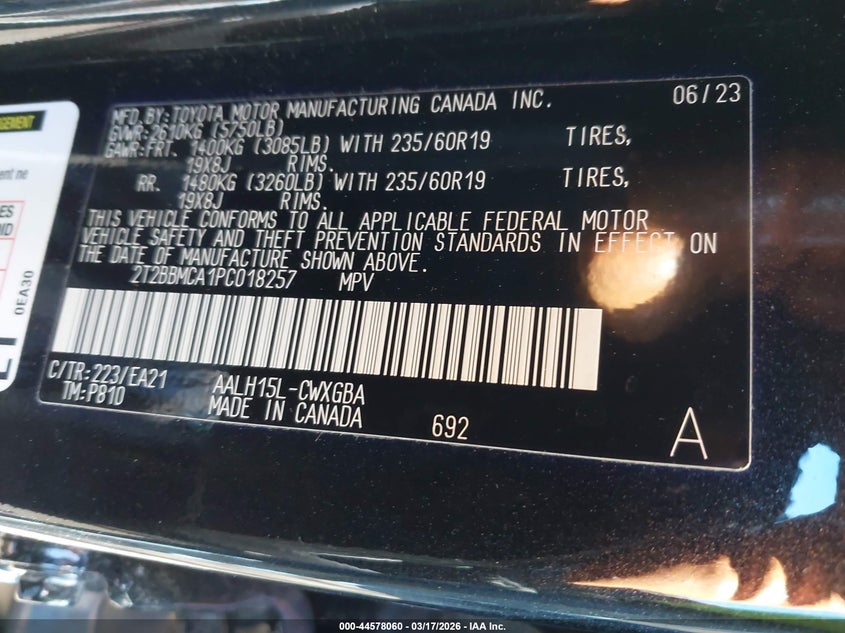 MFD. BY: TOYOTA MOTOR MANUFACTURING CANADA INC. 06/23
GVWR: 2610KG (5750LB)
GAWR: FRT. 1400KG (3085LB) WITH 235/60R19 TIRES,
19X8J RIMS.
RR. 1480KG (3260LB) WITH 235/60R19 TIRES,
19X8J RIMS.
THIS VEHICLE CONFORMS TO ALL APPLICABLE FEDERAL MOTOR
VEHICLE SAFETY AND THEFT PREVENTION STANDARDS IN EFFECT ON
THE DATE OF MANUFACTURE SHOWN ABOVE.
2T2BBMCA1PC018257 MPV
C/TR: 223/EA21 AALH15L-CWXGBA
TM: P810 MADE IN CANADA 692 A
0EA30
000-44578060 - 03/17/2026 - IAA Inc.